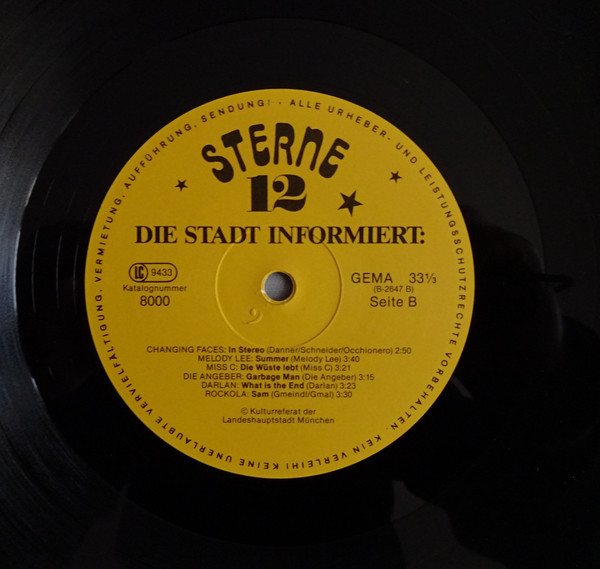 STERNE
12
DIE STADT INFORMIERT:
LC 9433
Katalognummer
8000
GEMA 33⅓
(B-2647 B)
Seite B
CHANGING FACES: In Stereo (Danner/Schneider/Occhionero) 2:50
MELODY LEE: Summer (Melody Lee) 3:40
MISS C: Die Wüste lebt (Miss C) 3:21
DIE ANGEBER: Garbage Man (Die Angeber) 3:15
DARLAN: What is the End (Darlan) 3:23
ROCKOLA: Sam (Gmeindl/Gmal) 3:30
© Kulturreferat der
Landeshauptstadt München
ALLE URHEBER- UND LEISTUNGSSCHUTZRECHTE VORBEHALTEN. KEIN VERLEIH! KEINE UNERLAUBTE VERVIELFÄLTIGUNG, VERMIETUNG, AUFFÜHRUNG, SENDUNG! -